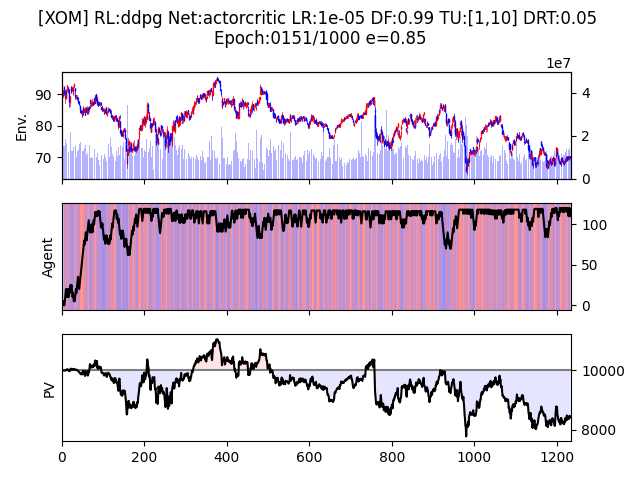 [XOM] RL:ddpg Net:actorcritic LR:1e-05 DF:0.99 TU:[1,10] DRT:0.05
Epoch:0151/1000 e=0.85
1e7
Env.
90
80
70
4
2
0
Agent
100
50
0
PV
10000
8000
0 200 400 600 800 1000 1200